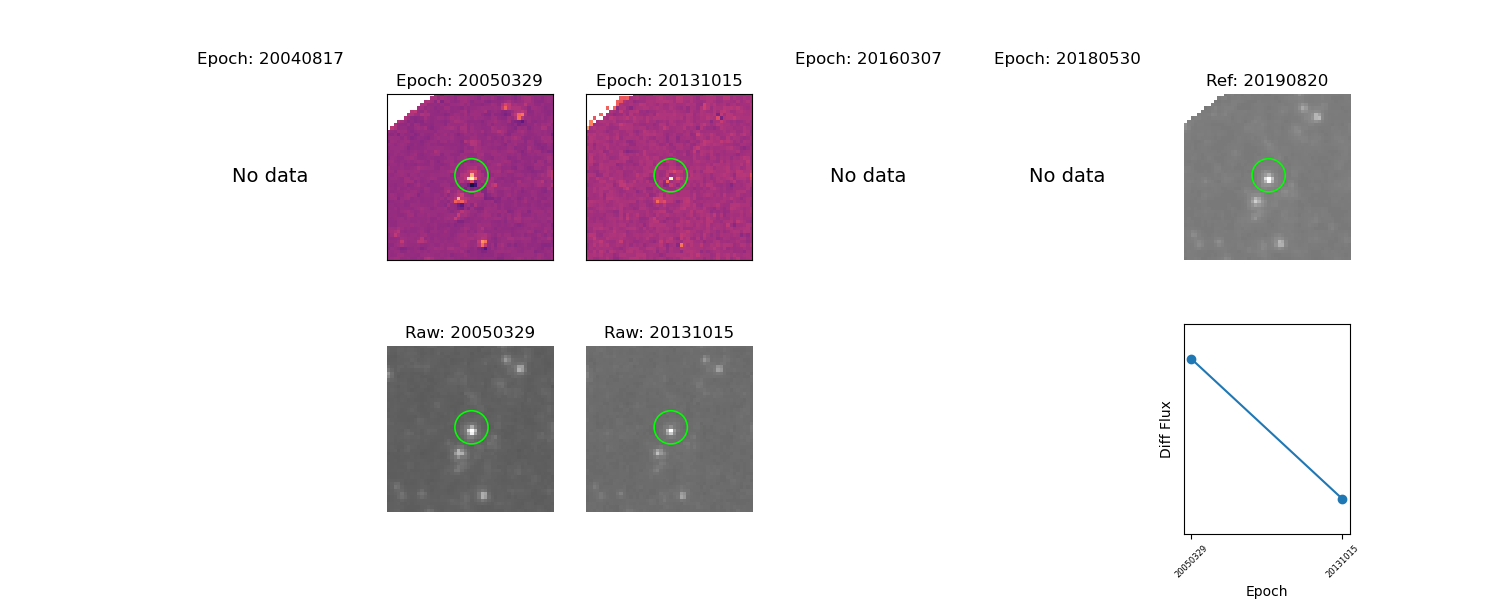 Epoch: 20040817
Epoch: 20050329
Epoch: 20131015
Epoch: 20160307
Epoch: 20180530
Ref: 20190820
No data
No data
No data
Raw: 20050329
Raw: 20131015
Diff Flux
20050329
20131015
Epoch